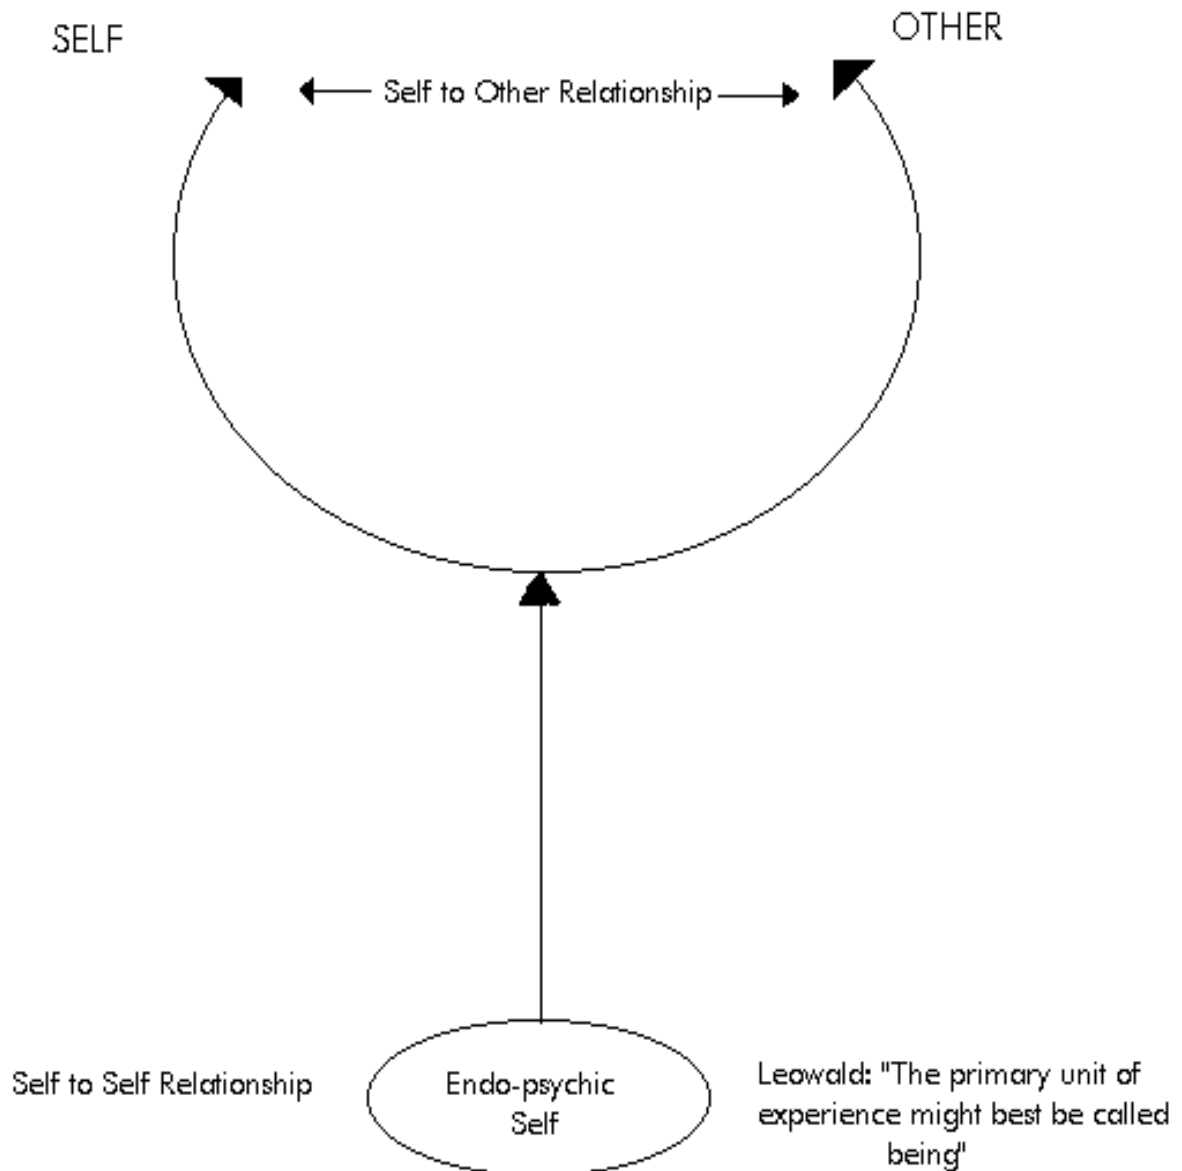 SELF
OTHER
Self to Other Relationship
Self to Self Relationship
Endo-psychic
Self
Leowald: "The primary unit of
experience might best be called
being"